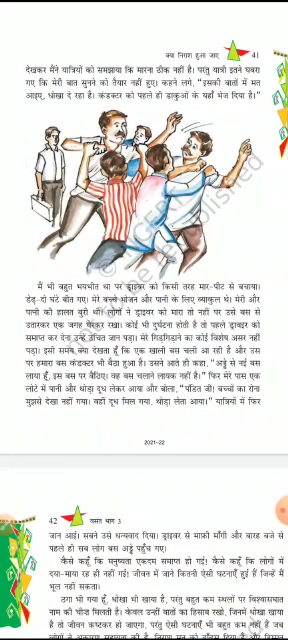 क्या निराश हुआ जाए 41
देखकर मैंने यात्रियों को समझाया कि मारना ठीक नहीं है। परंतु यात्री इतने घबरा
गए कि मेरी बात सुनने को तैयार नहीं हुए। कहने लगे, "इसकी बातों में मत
आइए, धोखा दे रहा है। कंडक्टर को पहले ही डाकुओं के यहाँ भेज दिया है।"
मैं भी बहुत भयभीत था पर ड्राइवर को किसी तरह मार-पीट से बचाया।
डेढ़-दो घंटे बीत गए। मेरे बच्चे भोजन और पानी के लिए व्याकुल थे। मेरी और
पत्नी की हालत बुरी थी। लोगों ने ड्राइवर को मारा तो नहीं पर उसे बस से
उतारकर एक जगह घेरकर रखा। कोई भी दुर्घटना होती है तो पहले ड्राइवर को
समाप्त कर देना उन्हें उचित जान पड़ा। मेरे गिड़गिड़ाने का कोई विशेष असर नहीं
पड़ा। इसी समय क्या देखता हूँ कि एक खाली बस चली आ रही है और उस
पर हमारा बस कंडक्टर भी बैठा हुआ है। उसने आते ही कहा, "अड्डे से नई बस
लाया हूँ, इस बस पर बैठिए। वह बस चलाने लायक नहीं है।" फिर मेरे पास एक
लोटे में पानी और थोड़ा दूध लेकर आया और बोला, "पंडित जी! बच्चों का रोना
मुझसे देखा नहीं गया। वहीं दूध मिल गया, थोड़ा लेता आया।" यात्रियों में फिर
2021-22
42 वसंत भाग 3
जान आई। सबने उसे धन्यवाद दिया। ड्राइवर से माफ़ी माँगी और बारह बजे से
पहले ही सब लोग बस अड्डे पहुँच गए।
कैसे कहूँ कि मनुष्यता एकदम समाप्त हो गई! कैसे कहूँ कि लोगों में
दया-माया रह ही नहीं गई! जीवन में जाने कितनी ऐसी घटनाएँ हुई हैं जिन्हें मैं
भूल नहीं सकता।
ठगा भी गया हूँ, धोखा भी खाया है, परंतु बहुत कम स्थलों पर विश्वासघात
नाम की चीज़ मिलती है। केवल उन्हीं बातों का हिसाब रखो, जिनमें धोखा खाया
है तो जीवन कष्टकर हो जाएगा, परंतु ऐसी घटनाएँ भी बहुत कम नहीं हैं जब